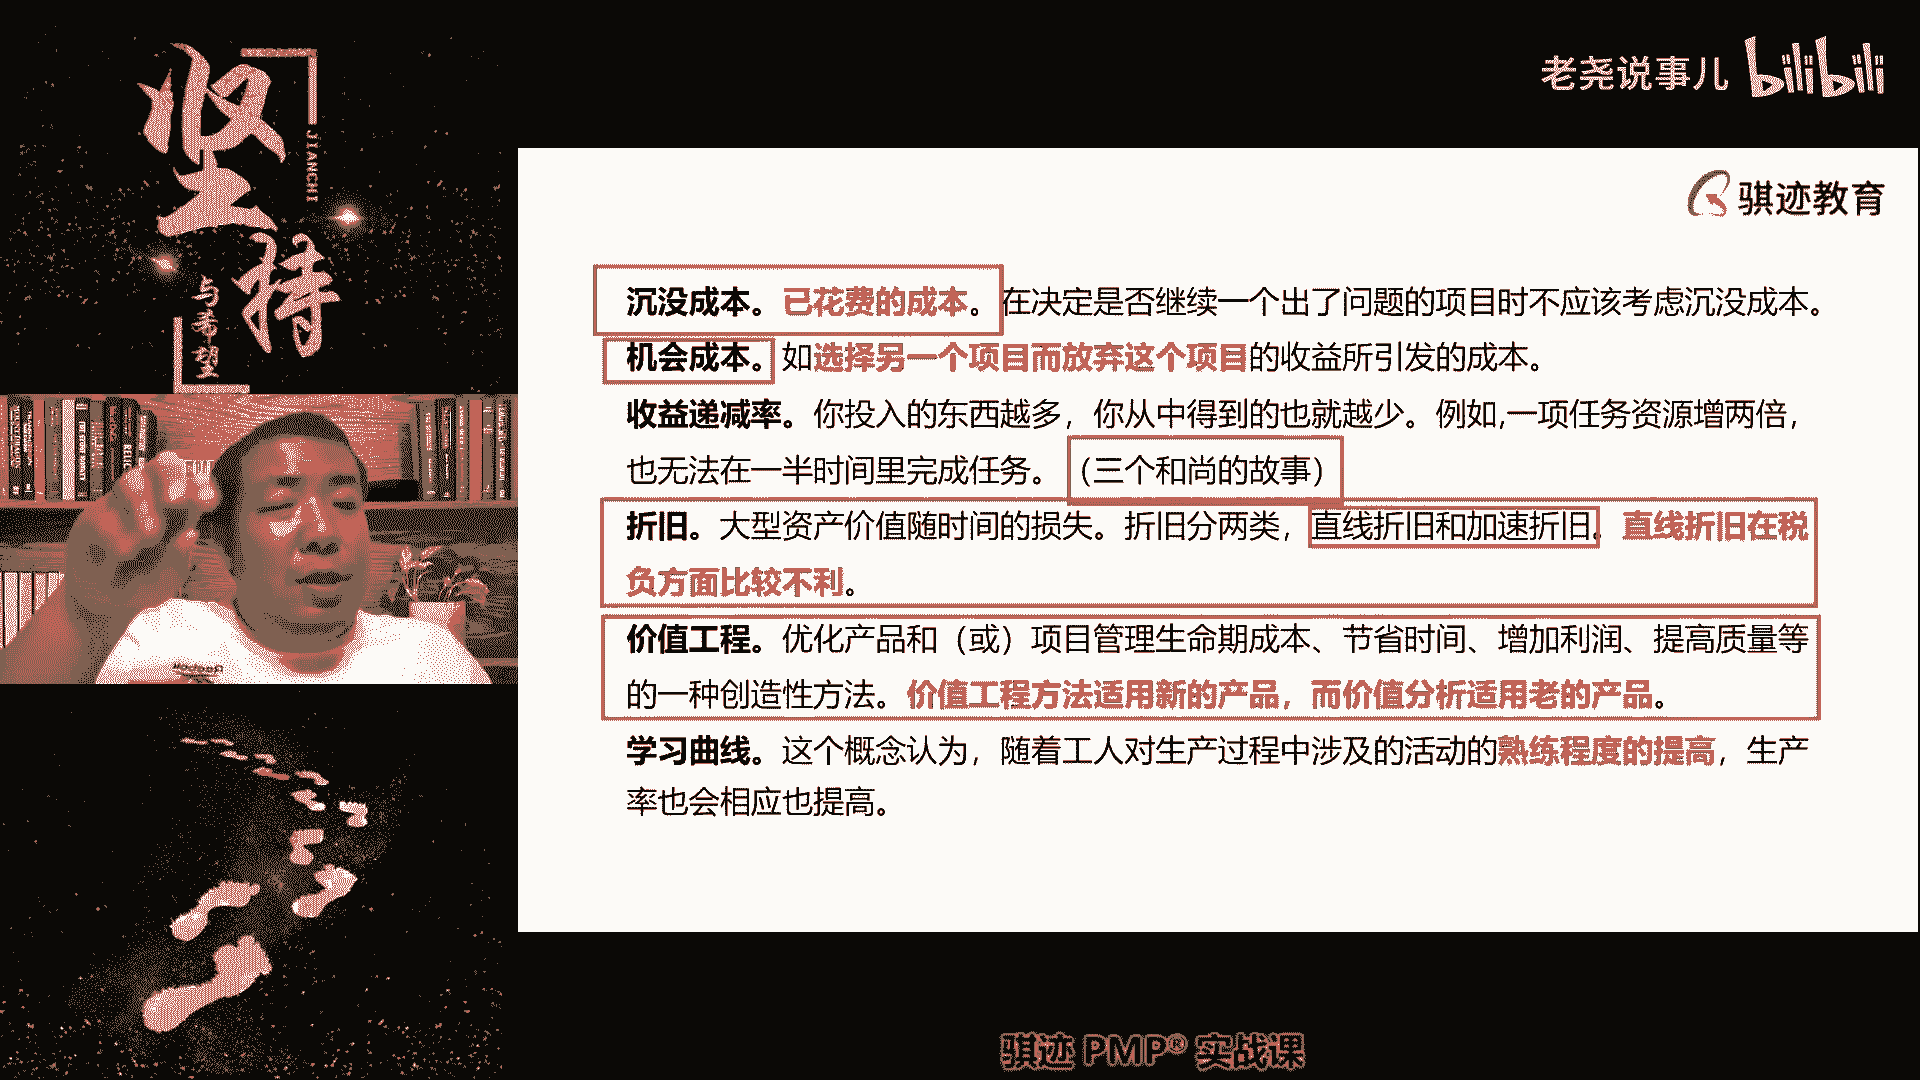 坚持
JIANCHI
与希望
老尧说事儿 bilibili
骐迹教育
沉没成本。已花费的成本。在决定是否继续一个出了问题的项目时不应该考虑沉没成本。
机会成本。如选择另一个项目而放弃这个项目的收益所引发的成本。
收益递减率。你投入的东西越多，你从中得到的也就越少。例如,一项任务资源增两倍，
也无法在一半时间里完成任务。（三个和尚的故事）
折旧。大型资产价值随时间的损失。折旧分两类，直线折旧和加速折旧。直线折旧在税
负方面比较不利。
价值工程。优化产品和（或）项目管理生命期成本、节省时间、增加利润、提高质量等
的一种创造性方法。价值工程方法适用新的产品，而价值分析适用老的产品。
学习曲线。这个概念认为，随着工人对生产过程中涉及的活动的熟练程度的提高，生产
率也会相应也提高。
骐迹 PMP® 实战课